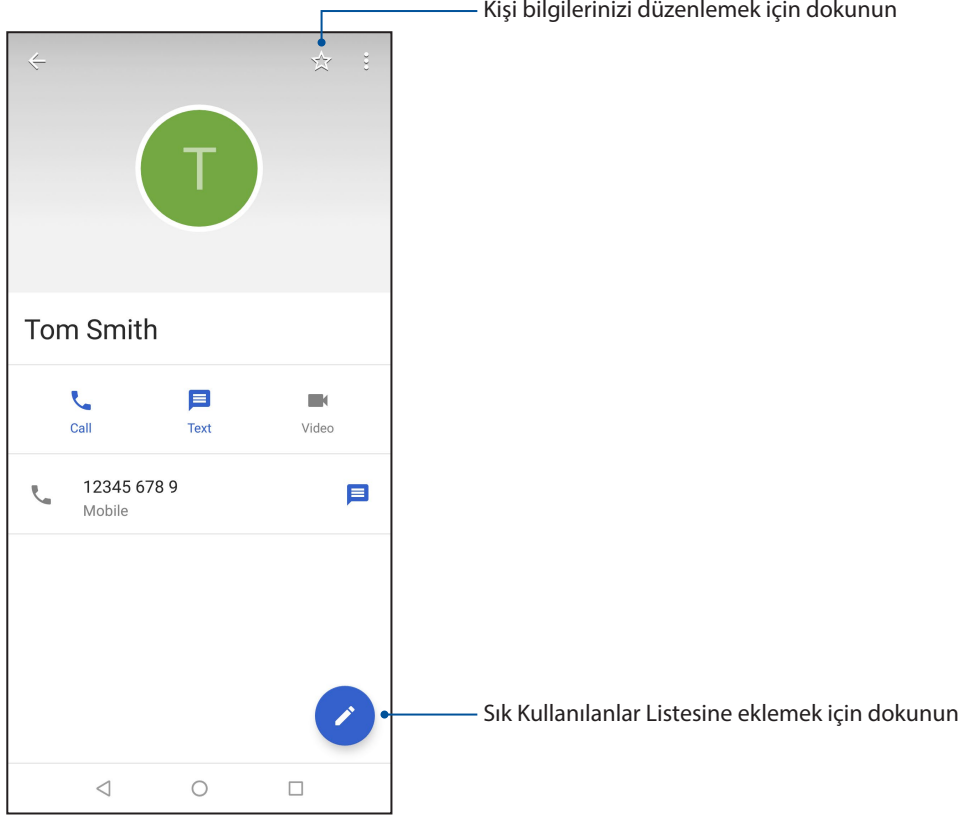 Kişi bilgilerinizi düzenlemek için dokunun
T
Tom Smith
Call
Text
Video
12345 678 9
Mobile
Sık Kullanılanlar Listesine eklemek için dokunun